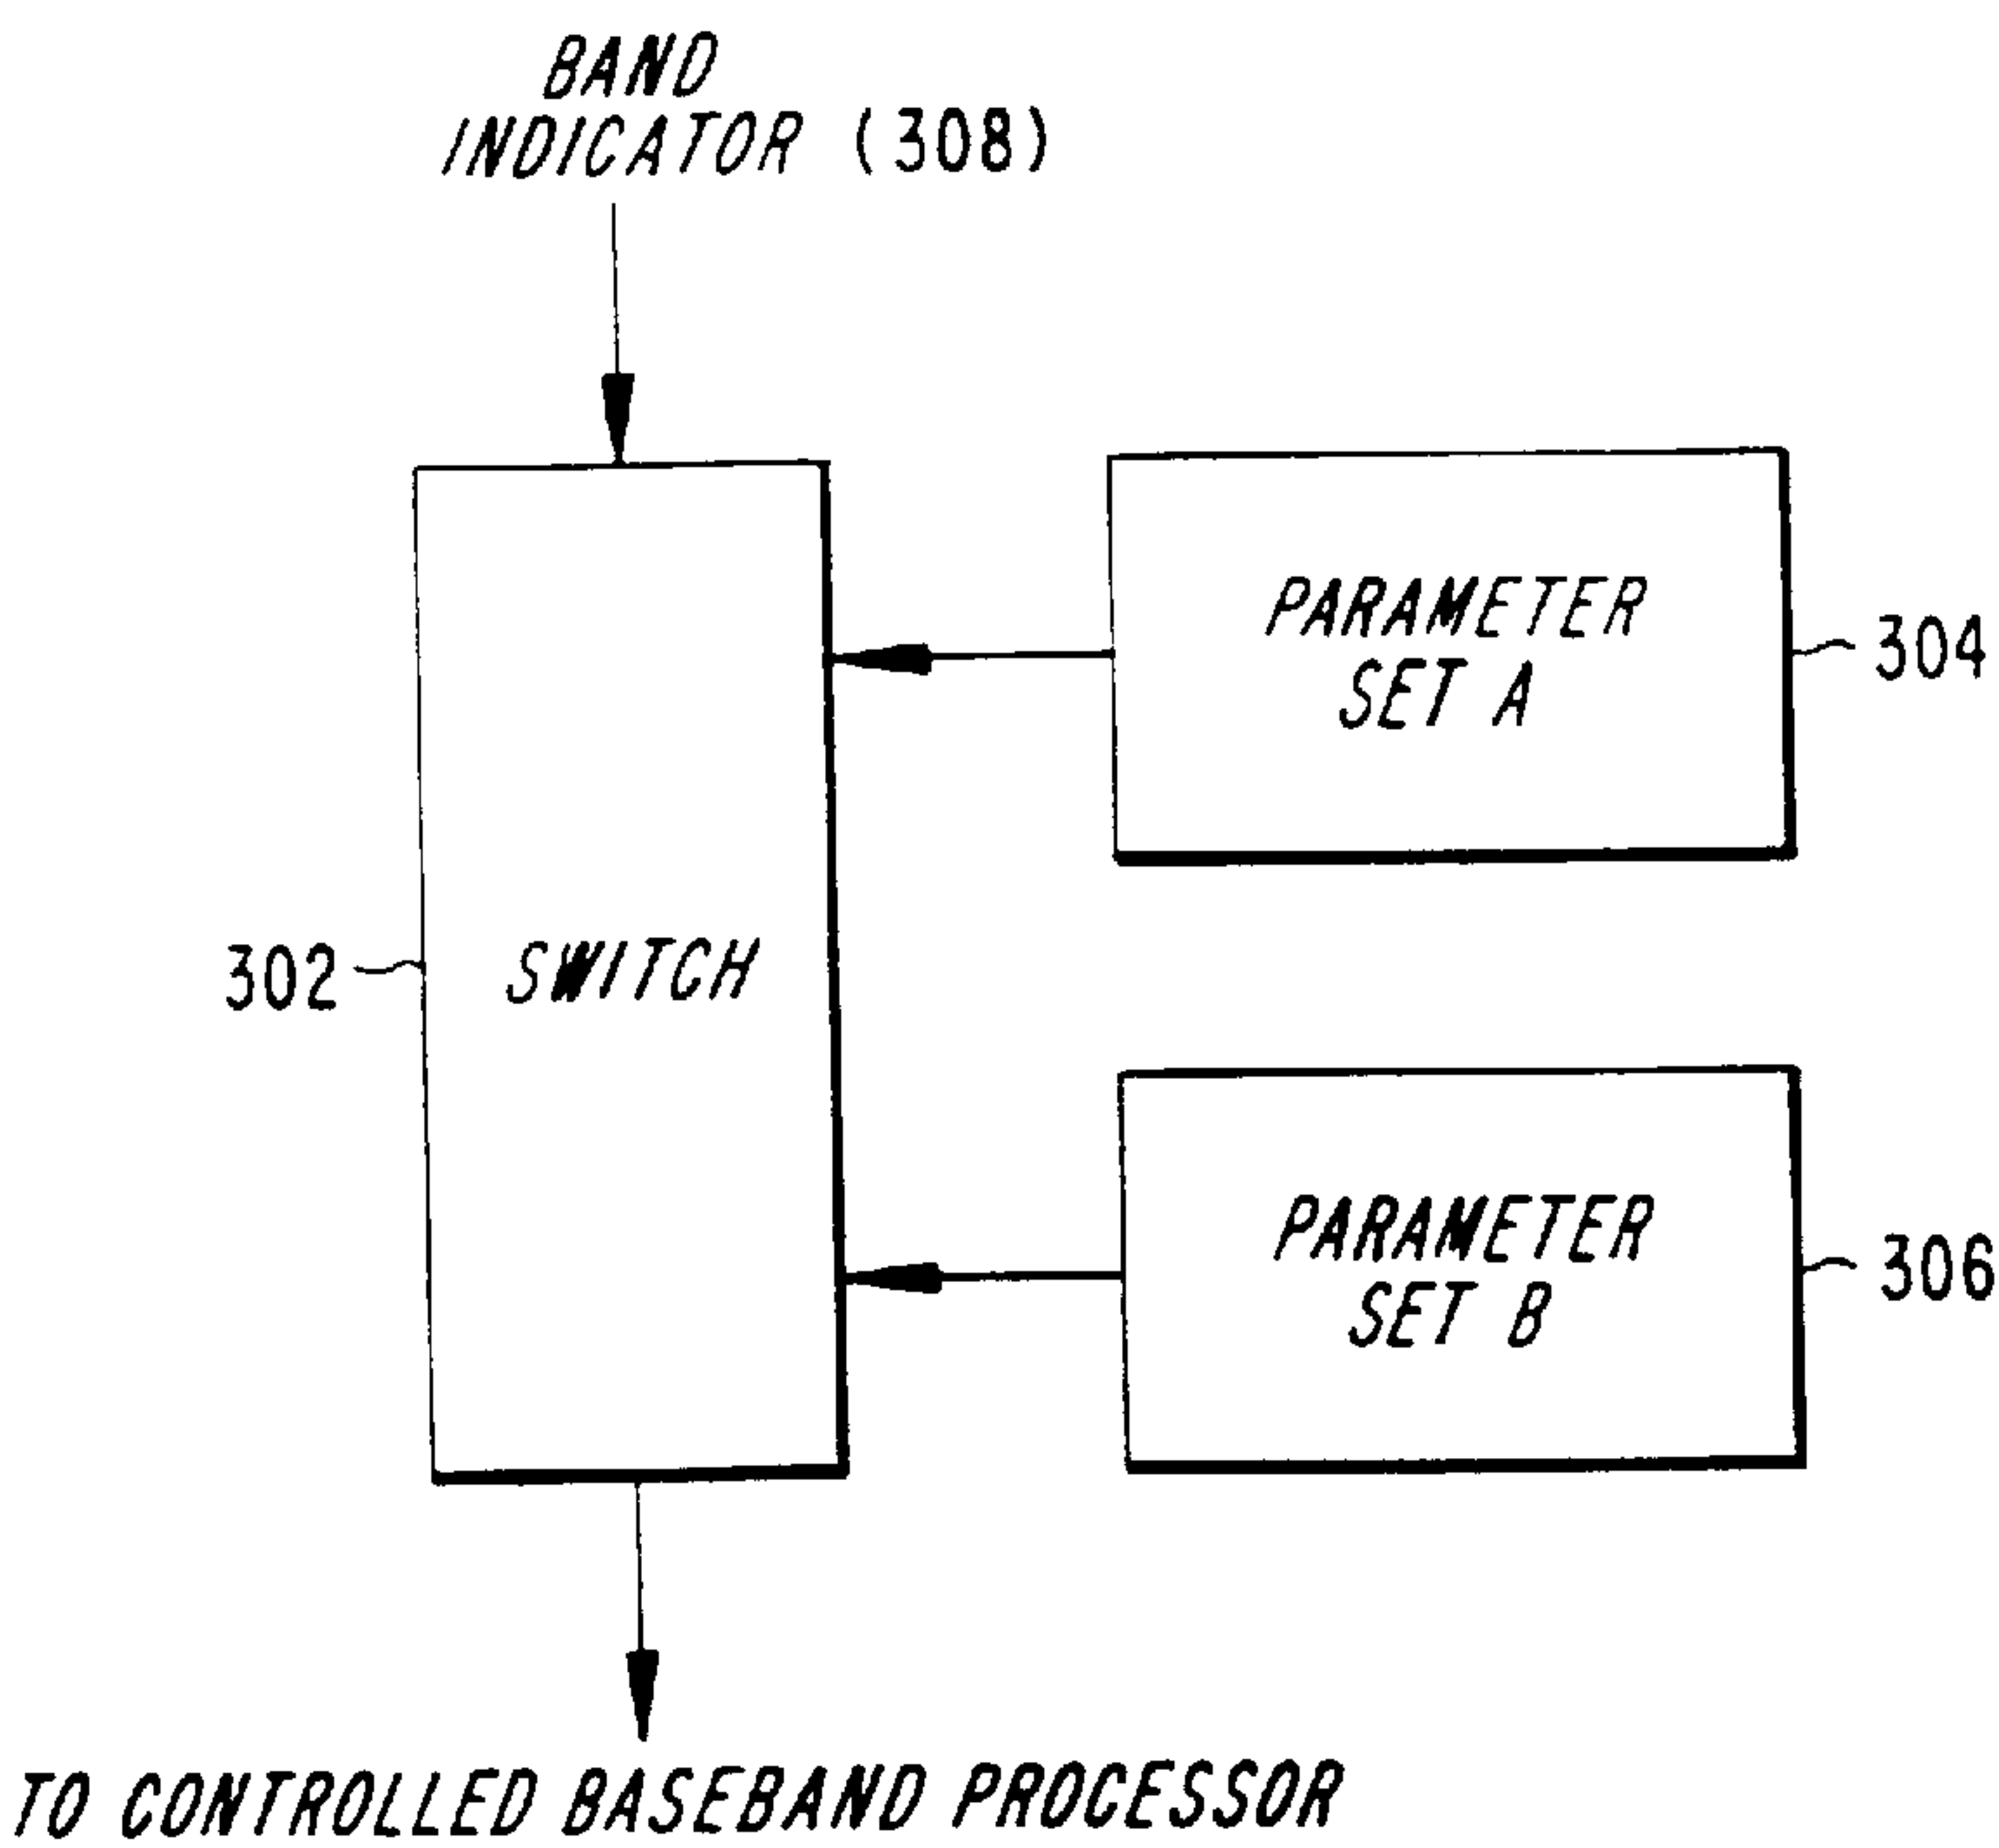 BAND
INDICATOR (308)
PARAMETER
SET A
304
302
SWITCH
PARAMETER
SET B
306
TO CONTROLLED BASEBAND PROCESSOR